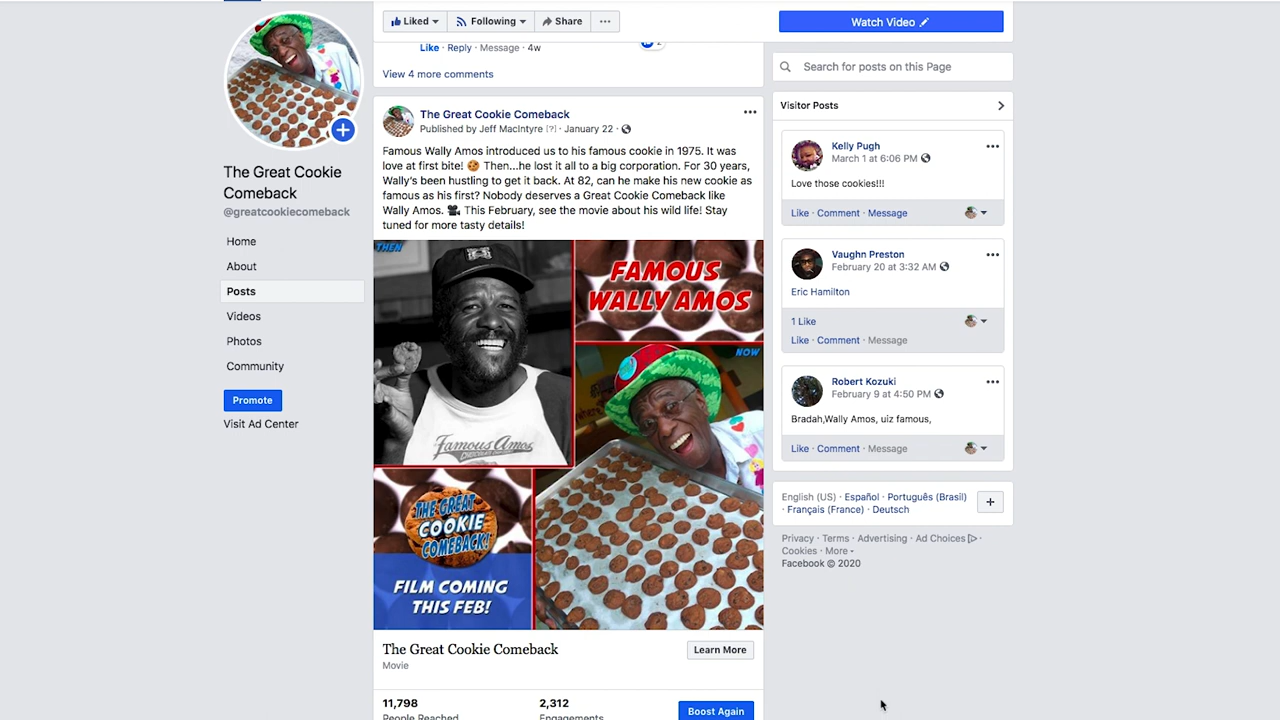 Liked
Following
Share
Watch Video
Like · Reply · Message · 4w
2
View 4 more comments
Search for posts on this Page
The Great Cookie Comeback
@greatcookiecomeback
Home
About
Posts
Videos
Photos
Community
Promote
Visit Ad Center
The Great Cookie Comeback
Published by Jeff MacIntyre [?] · January 22 ·
Famous Wally Amos introduced us to his famous cookie in 1975. It was
love at first bite! 🍪 Then...he lost it all to a big corporation. For 30 years,
Wally's been hustling to get it back. At 82, can he make his new cookie as
famous as his first? Nobody deserves a Great Cookie Comeback like
Wally Amos. 🎥 This February, see the movie about his wild life! Stay
tuned for more tasty details!
THEN
FAMOUS
WALLY AMOS
NOW
Famous Amos
THE GREAT
COOKIE
COMEBACK!
FILM COMING
THIS FEB!
The Great Cookie Comeback
Movie
Learn More
11,798
People Reached
2,312
Engagements
Boost Again
Visitor Posts
Kelly Pugh
March 1 at 6:06 PM
Love those cookies!!!
Like · Comment · Message
Vaughn Preston
February 20 at 3:32 AM
Eric Hamilton
1 Like
Like · Comment · Message
Robert Kozuki
February 9 at 4:50 PM
Bradah,Wally Amos, uiz famous,
Like · Comment · Message
English (US) · Español · Português (Brasil)
· Français (France) · Deutsch
Privacy · Terms · Advertising · Ad Choices ·
Cookies · More
Facebook © 2020